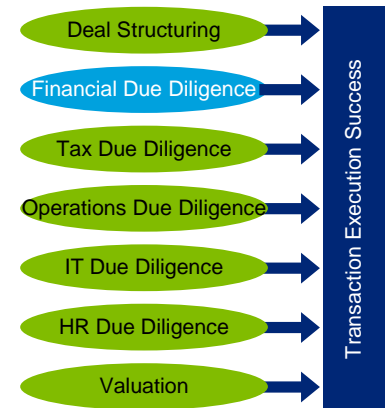 Deal Structuring
Financial Due Diligence
Tax Due Diligence
Operations Due Diligence
IT Due Diligence
HR Due Diligence
Valuation
Transaction Execution Success